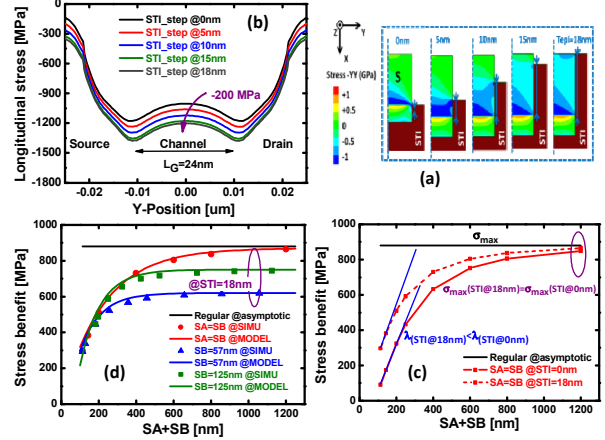 (b)
STI_step @0nm
STI_step @5nm
STI_step @10nm
STI_step @15nm
STI_step @18nm
-200 MPa
Source
Channel
Drain
L_G=24nm
Longitudinal stress [MPa]
0
-300
-600
-900
-1200
-1500
-1800
-0.02 -0.01 0.00 0.01 0.02
Y-Position [um]
Z
Y
X
Stress -YY (GPa)
+1
+0.5
0
-0.5
-1
0nm 5nm 10nm 15nm Tepi=18nm
S
STI STI STI STI STI
(a)
Stress benefit [MPa]
1000
800
600
400
200
0
@STI=18nm
(d)
Regular @asymptotic
SA=SB @SIMU
SA=SB @MODEL
SB=57nm @SIMU
SB=57nm @MODEL
SB=125nm @SIMU
SB=125nm @MODEL
0 200 400 600 800 1000 1200
SA+SB [nm]
Stress benefit [MPa]
1000
800
600
400
200
0
σmax
σmax(STI@18nm)=σmax(STI@0nm)
λ(STI@18nm)<λ(STI@0nm)
(c)
Regular @asymptotic
SA=SB @STI=0nm
SA=SB @STI=18nm
0 200 400 600 800 1000 1200
SA+SB [nm]